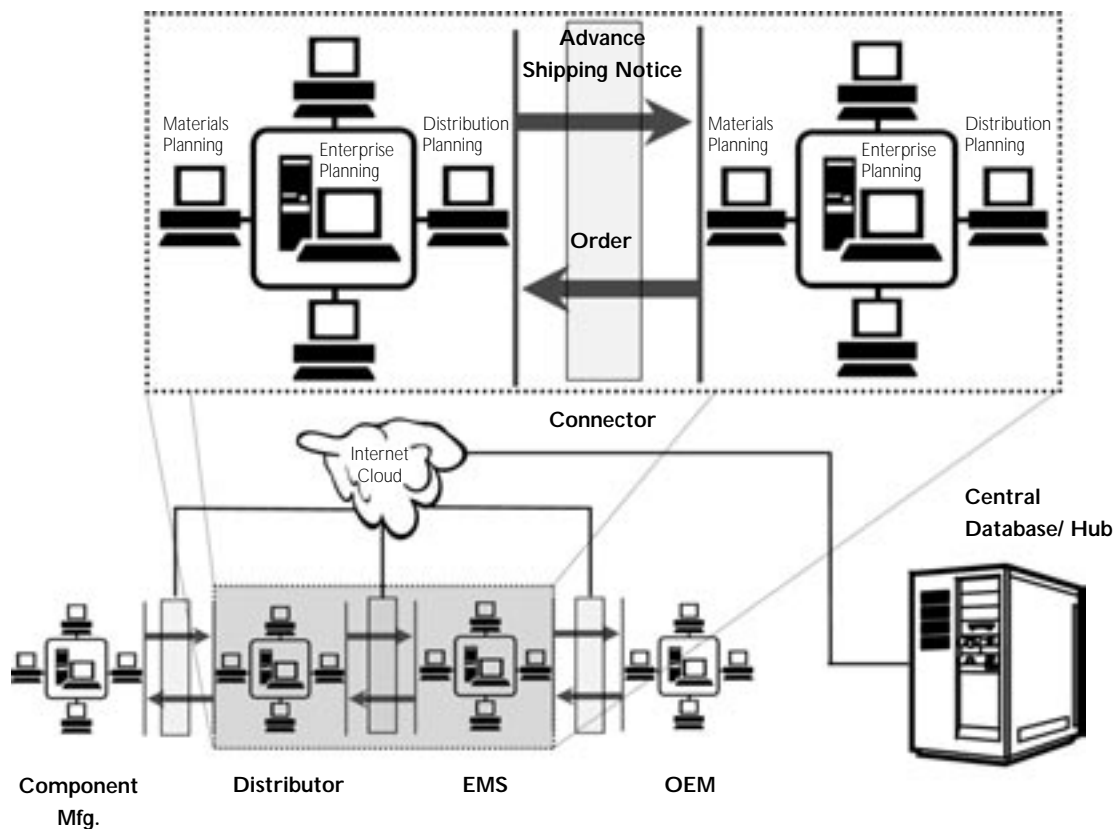 Advance
Shipping Notice
Materials
Planning
Enterprise
Planning
Distribution
Planning
Materials
Planning
Enterprise
Planning
Distribution
Planning
Order
Connector
Internet
Cloud
Central
Database/ Hub
Component
Mfg.
Distributor
EMS
OEM